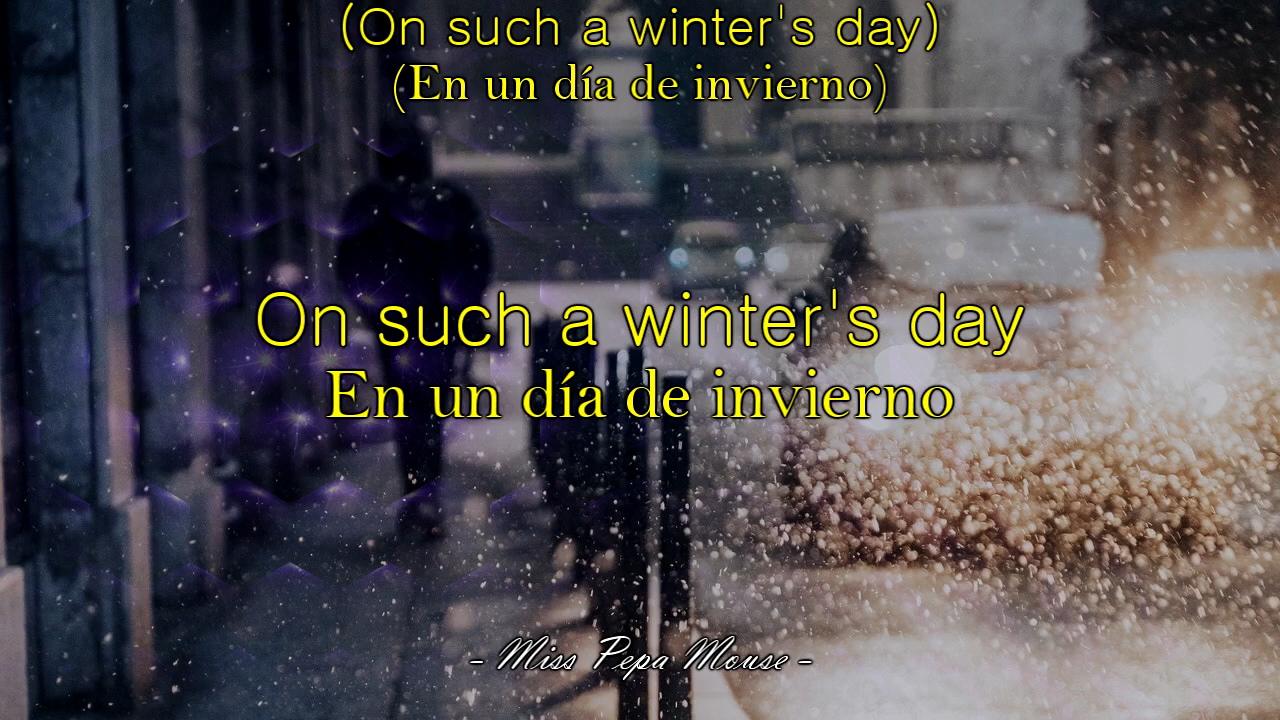 (On such a winter's day)
(En un día de invierno)
On such a winter's day
En un día de invierno
- Miss Pepa Mouse -